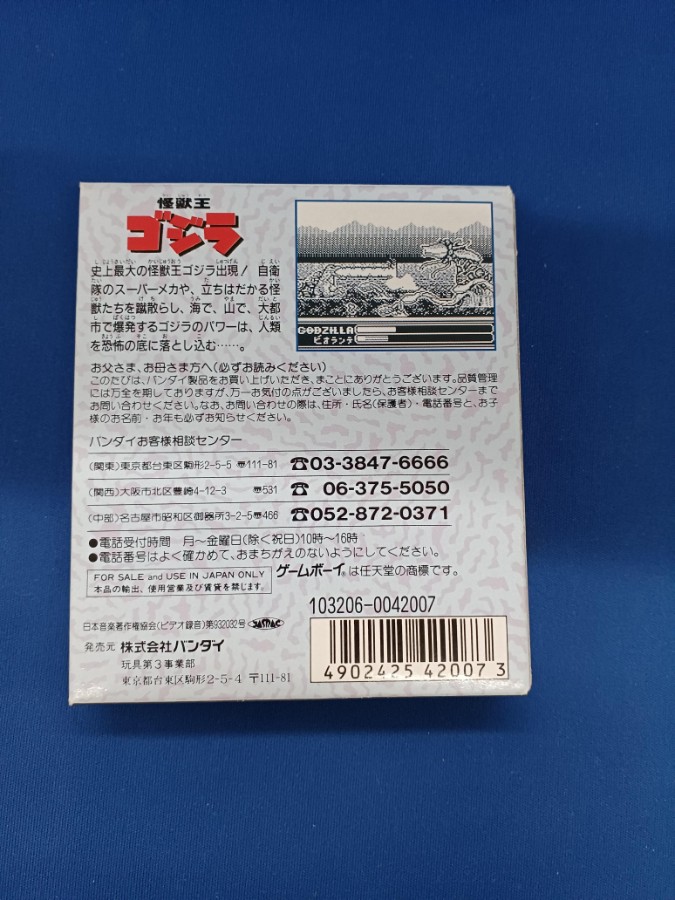 怪獣王
ゴジラ
史上最大の怪獣王ゴジラ出現! 自衛
隊のスーパーメカや、立ちはだかる怪
獣たちを蹴散らし、海で、山で、大都
市で爆発するゴジラのパワーは、人類
を恐怖の底に落とし込む……。
GODZILLA
ビオランテ
お父さま、お母さま方へ(必ずお読みください)
このたびは、バンダイ製品をお買い上げいただき、まことにありがとうございます。品質管理
には万全を期しておりますが、万一お気付の点がございましたら、お客様相談センターまで
お問い合わせください。なお、お問い合わせの際は、住所・氏名(保護者)・電話番号と、お子
様のお名前・お年も必ずお知らせください。
バンダイお客様相談センター
(関東)東京都台東区駒形2-5-5 〒111-81 ☎03-3847-6666
(関西)大阪市北区豊崎4-12-3 〒531 ☎ 06-375-5050
(中部)名古屋市昭和区御器所3-2-5 〒466 ☎052-872-0371
●電話受付時間 月~金曜日(除く祝日)10時~16時
●電話番号はよく確かめて、おまちがえのないようにしてください。
FOR SALE and USE IN JAPAN ONLY
本品の輸出、使用営業及び賃貸を禁じます。
ゲームボーイ®は任天堂の商標です。
103206-0042007
日本音楽著作権協会(ビデオ録音)第932032号 JASRAC
発売元 株式会社バンダイ
玩具第3事業部
東京都台東区駒形2-5-4 〒111-81
4902425420073